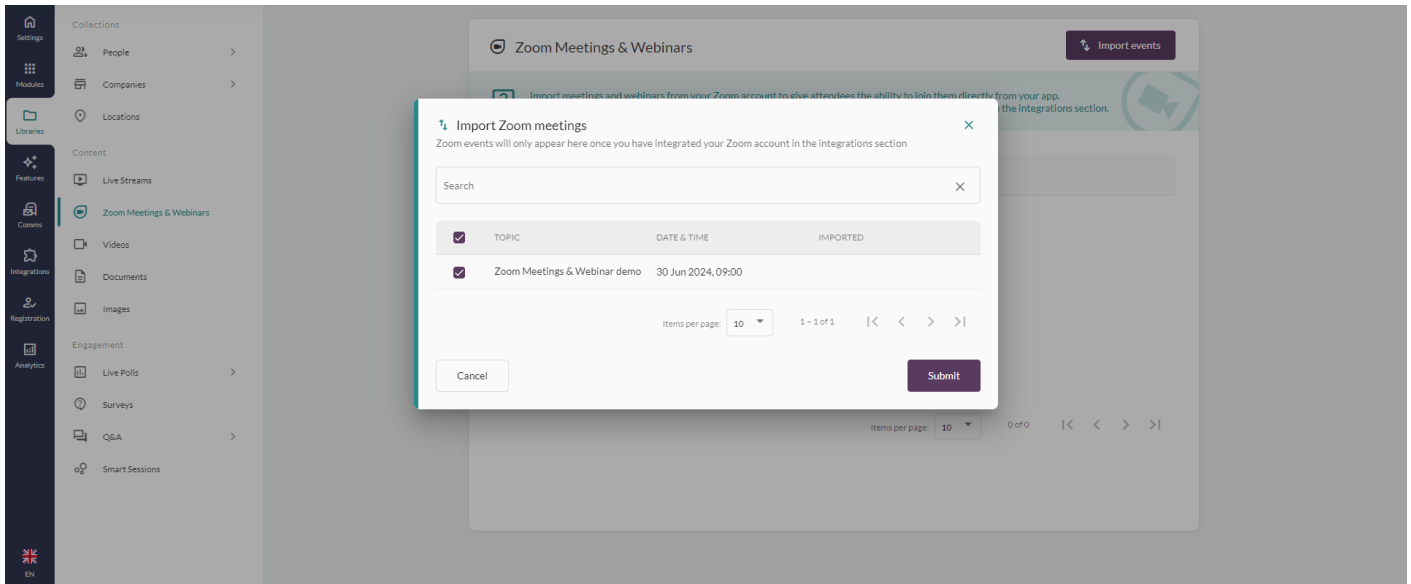 Settings
Modules
Libraries
Features
Comms
Integrations
Registration
Analytics
EN
Collections
People
Companies
Locations
Content
Live Streams
Zoom Meetings & Webinars
Videos
Documents
Images
Engagement
Live Polls
Surveys
Q&A
Smart Sessions
Zoom Meetings & Webinars
Import events
Import meetings and webinars from your Zoom account to give attendees the ability to join them directly from your app.
the integrations section.
Import Zoom meetings
Zoom events will only appear here once you have integrated your Zoom account in the integrations section
Search
TOPIC DATE & TIME IMPORTED
Zoom Meetings & Webinar demo 30 Jun 2024, 09:00
Items per page: 10 1 – 1 of 1
Cancel Submit
Items per page: 10 0 of 0